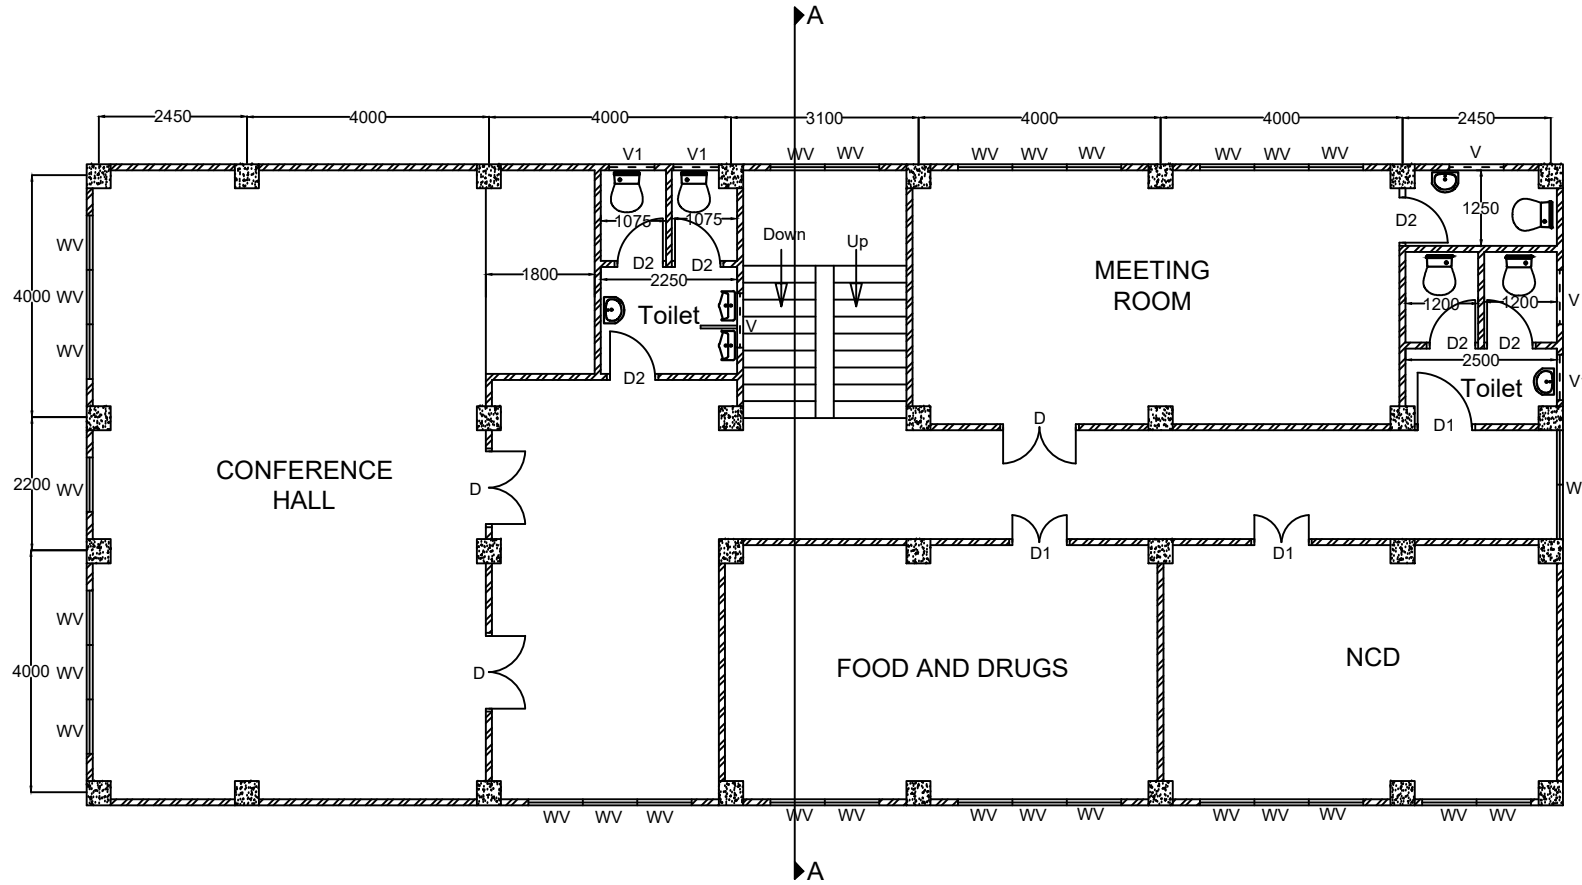 A
2450 4000 4000 3100 4000 4000 2450
V1 V1 WV WV WV WV WV WV WV WV V
1075 1075 1250
D2
Down Up
WV
D2 D2
MEETING
ROOM
1800 2250
4000 WV
1200 1200 V
Toilet
V
WV
D2 D2
2500
D2
Toilet V
D D1
CONFERENCE
HALL
2200 WV D W
D1 D1
WV
FOOD AND DRUGS NCD
4000 WV D
WV
WV WV WV WV WV WV WV WV WV WV WV WV WV
A